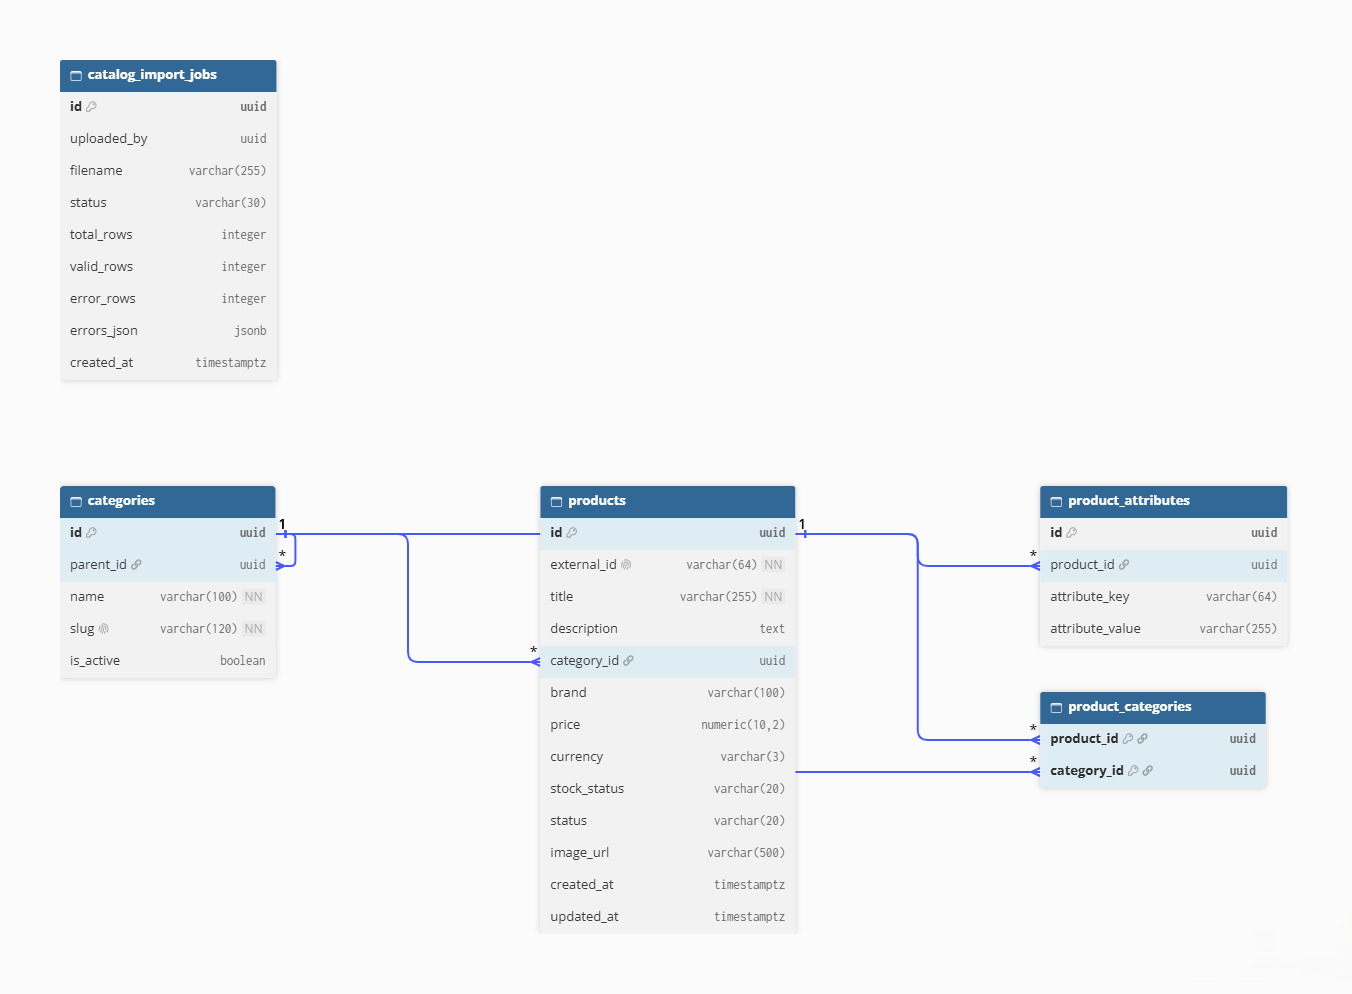 catalog_import_jobs
id uuid
uploaded_by uuid
filename varchar(255)
status varchar(30)
total_rows integer
valid_rows integer
error_rows integer
errors_json jsonb
created_at timestamptz
categories
id uuid
parent_id uuid
name varchar(100) NN
slug varchar(120) NN
is_active boolean
1
*
products
id uuid
external_id varchar(64) NN
title varchar(255) NN
description text
*
category_id uuid
brand varchar(100)
price numeric(10,2)
currency varchar(3)
stock_status varchar(20)
status varchar(20)
image_url varchar(500)
created_at timestamptz
updated_at timestamptz
1
product_attributes
id uuid
*
product_id uuid
attribute_key varchar(64)
attribute_value varchar(255)
product_categories
*
product_id uuid
*
category_id uuid